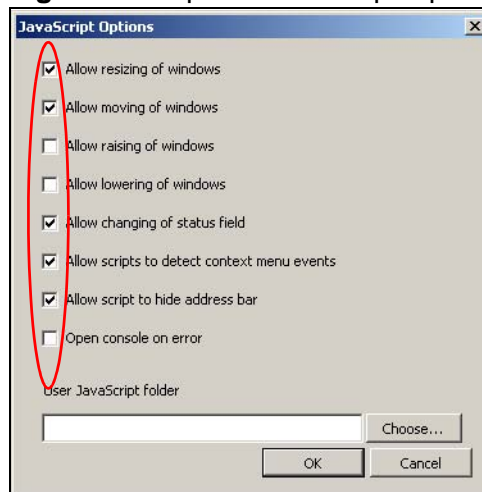 JavaScript Options
Allow resizing of windows
Allow moving of windows
Allow raising of windows
Allow lowering of windows
Allow changing of status field
Allow scripts to detect context menu events
Allow script to hide address bar
Open console on error
User JavaScript folder
Choose...
OK Cancel